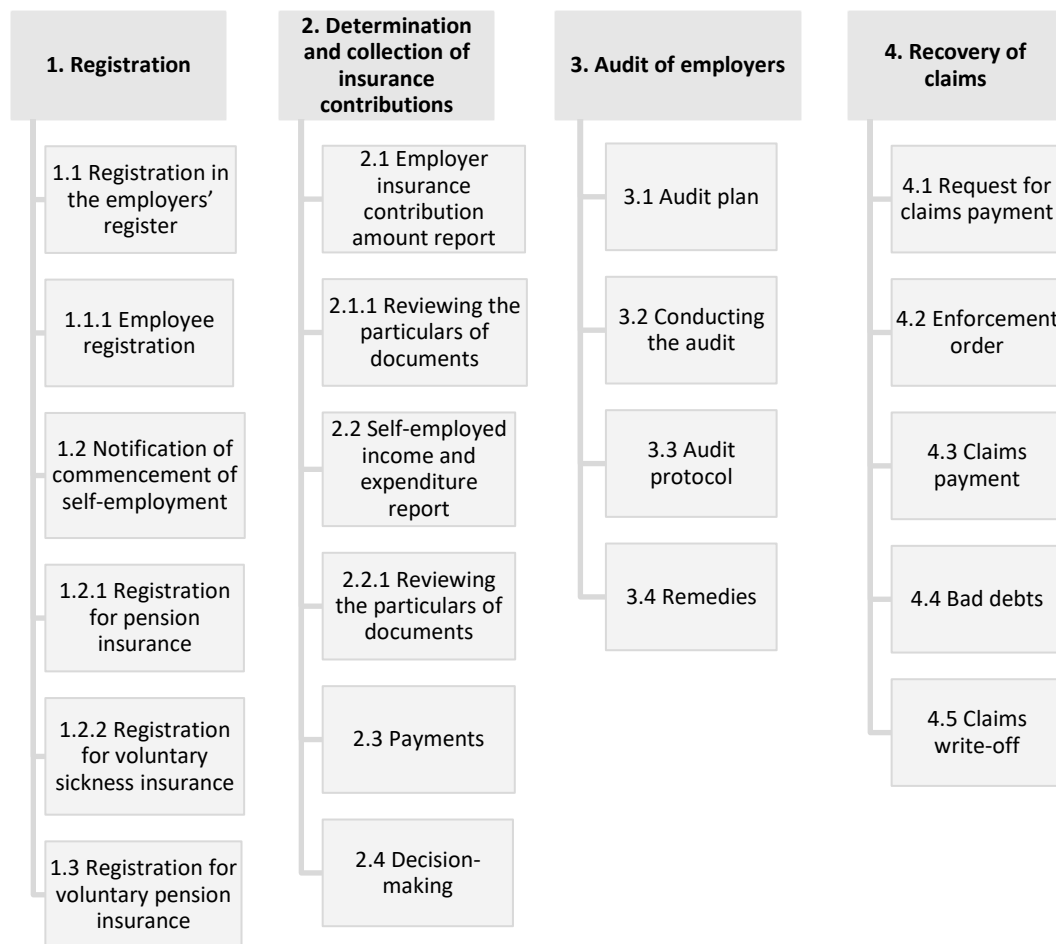 1. Registration
1.1 Registration in
the employers’
register
1.1.1 Employee
registration
1.2 Notification of
commencement of
self-employment
1.2.1 Registration
for pension
insurance
1.2.2 Registration
for voluntary
sickness insurance
1.3 Registration for
voluntary pension
insurance
2. Determination
and collection of
insurance
contributions
2.1 Employer
insurance
contribution
amount report
2.1.1 Reviewing the
particulars of
documents
2.2 Self-employed
income and
expenditure
report
2.2.1 Reviewing
the particulars of
documents
2.3 Payments
2.4 Decision-
making
3. Audit of employers
3.1 Audit plan
3.2 Conducting
the audit
3.3 Audit
protocol
3.4 Remedies
4. Recovery of
claims
4.1 Request for
claims payment
4.2 Enforcement
order
4.3 Claims
payment
4.4 Bad debts
4.5 Claims
write-off